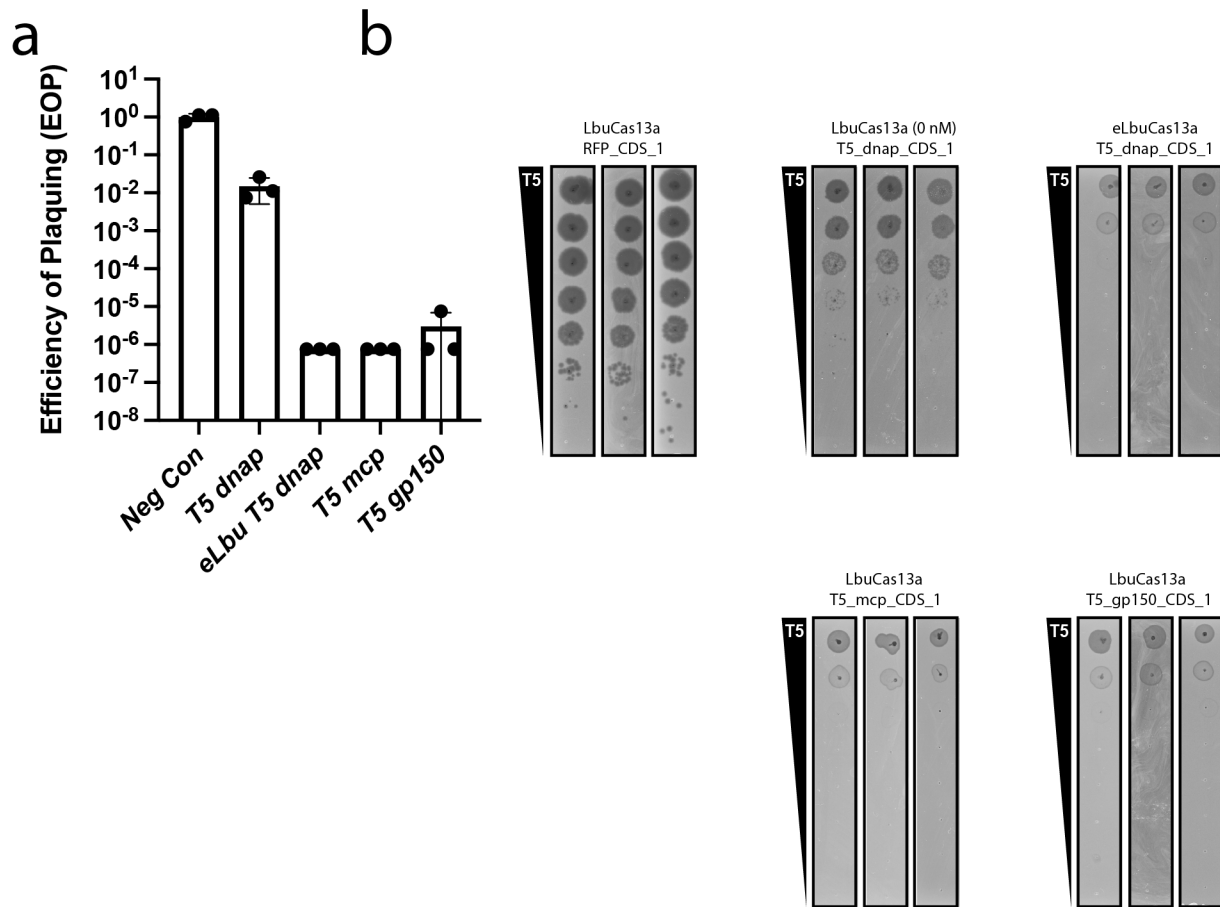 a
b
Efficiency of Plaquing (EOP)
10¹
10⁰
10⁻¹
10⁻²
10⁻³
10⁻⁴
10⁻⁵
10⁻⁶
10⁻⁷
10⁻⁸
Neg Con
T5 dnap
eLbu T5 dnap
T5 mcp
T5 gp150
LbuCas13a
RFP_CDS_1
T5
LbuCas13a (0 nM)
T5_dnap_CDS_1
T5
eLbuCas13a
T5_dnap_CDS_1
T5
LbuCas13a
T5_mcp_CDS_1
T5
LbuCas13a
T5_gp150_CDS_1
T5